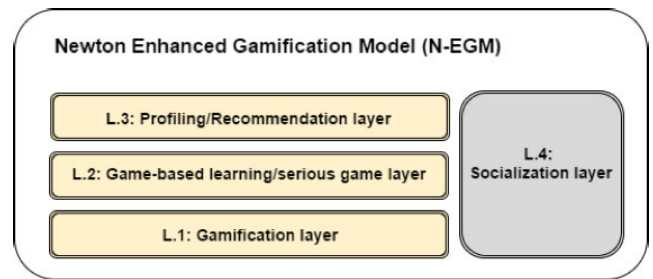 Newton Enhanced Gamification Model (N-EGM)
L.3: Profiling/Recommendation layer
L.2: Game-based learning/serious game layer
L.1: Gamification layer
L.4:
Socialization layer